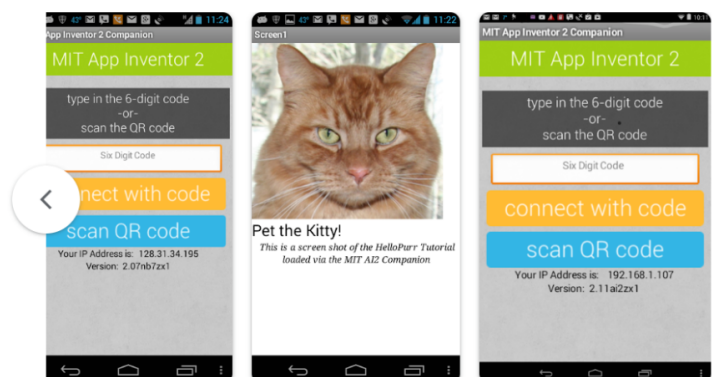 43° 11:24
App Inventor 2 Companion
MIT App Inventor 2
type in the 6-digit code
-or-
scan the QR code
Six Digit Code
nnect with code
scan QR code
Your IP Address is: 128.31.34.195
Version: 2.07nb7zx1
43° 11:22
Screen1
Pet the Kitty!
This is a screen shot of the HelloPurr Tutorial
loaded via the MIT AI2 Companion
10:11
MIT App Inventor 2 Companion
MIT App Inventor 2
type in the 6-digit code
-or-
scan the QR code
Six Digit Code
connect with code
scan QR code
Your IP Address is: 192.168.1.107
Version: 2.11ai2zx1